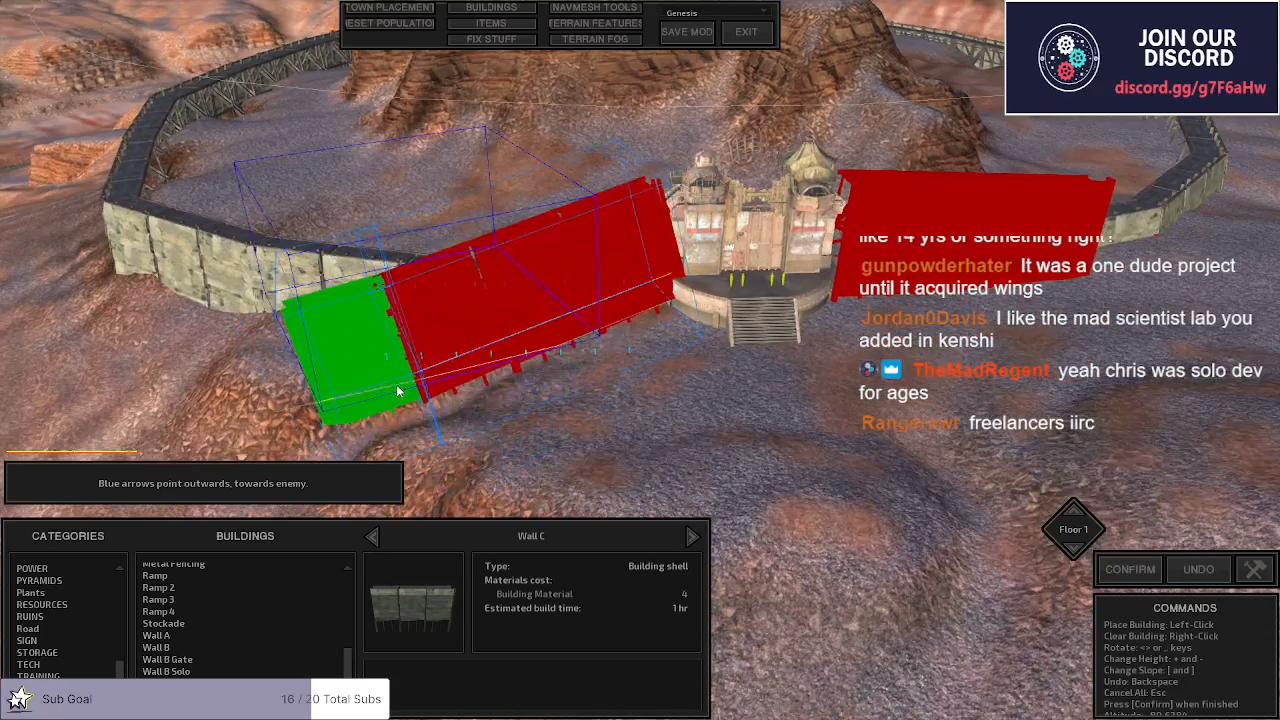 TOWN PLACEMENT
BUILDINGS
NAVMESH TOOLS
Genesis
ESET POPULATIO
ITEMS
TERRAIN FEATURES
SAVE MOD
EXIT
FIX STUFF
TERRAIN FOG
JOIN OUR
DISCORD
discord.gg/g7F6aHw
like 14 yrs or something right?
gunpowderhater It was a one dude project
until it acquired wings
Jordan0Davis I like the mad scientist lab you
added in kenshi
TheMadRegent yeah chris was solo dev
for ages
freelancers iirc
Blue arrows point outwards, towards enemy.
Floor 1
CATEGORIES
BUILDINGS
Wall C
POWER
PYRAMIDS
Plants
RESOURCES
RUINS
Road
SIGN
STORAGE
TECH
TRAINING
Metal Fencing
Ramp
Ramp 2
Ramp 3
Ramp 4
Stockade
Wall A
Wall B
Wall B Gate
Wall B Solo
Type: Building shell
Materials cost:
Building Material 4
Estimated build time: 1 hr
CONFIRM
UNDO
COMMANDS
Place Building: Left-Click
Clear Building: Right-Click
Rotate: <> or ,. keys
Change Height: + and -
Change Slope: [ and ]
Undo: Backspace
Cancel All: Esc
Press [Confirm] when finished
Sub Goal
16 / 20 Total Subs